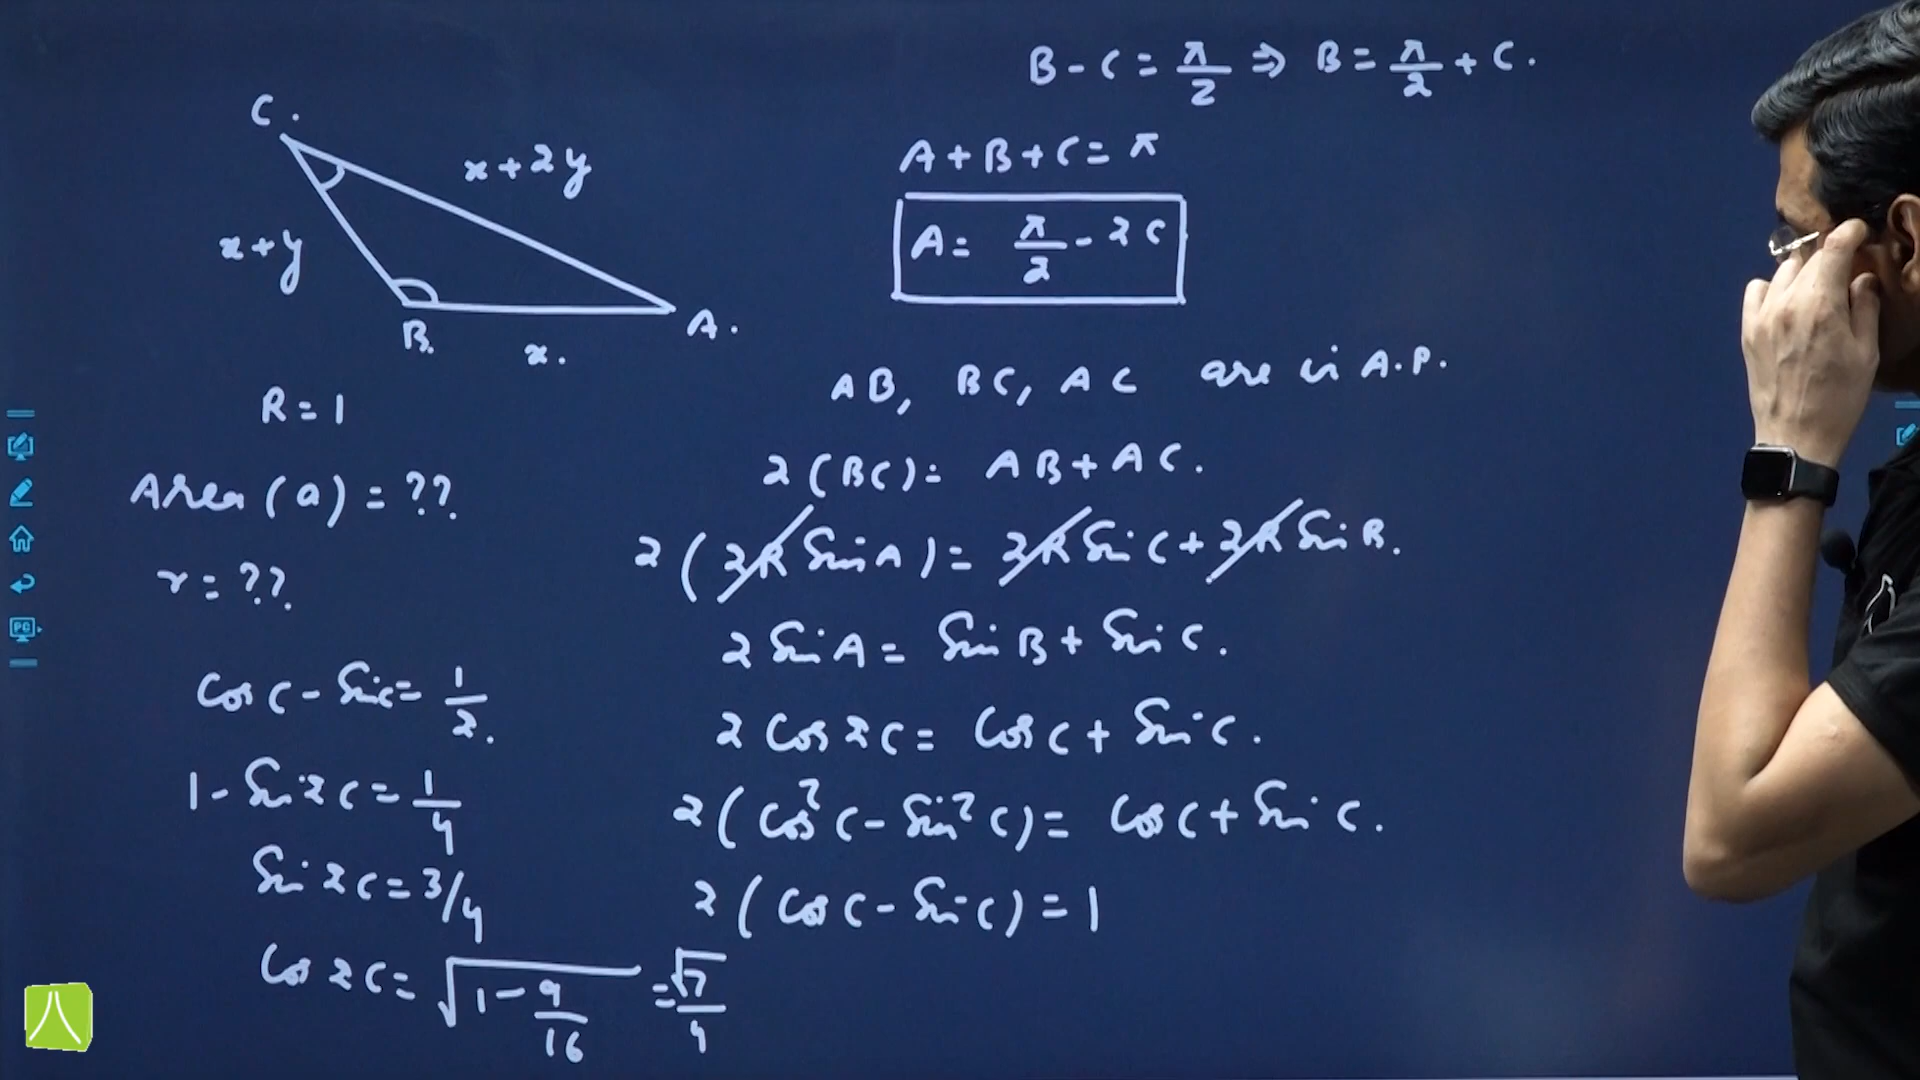 B - C = π/2 ⇒ B = π/2 + C.
C.
x + 2y
A + B + C = π
x + y
A = π/2 - 2C
B.
x.
A.
AB, BC, AC are in A.P.
R = 1
2(BC) = AB + AC.
Area (a) = ??
2(2R Sin A) = 2R Sin C + 2R Sin B.
r = ??
2 Sin A = Sin B + Sin C.
Cos C - Sin C = 1/2.
2 Cos 2C = Cos C + Sin C.
1 - Sin 2C = 1/4
2(Cos² C - Sin² C) = Cos C + Sin C.
Sin 2C = 3/4
2(Cos C - Sin C) = 1
Cos 2C = √(1 - 9/16) = √7/4
PC